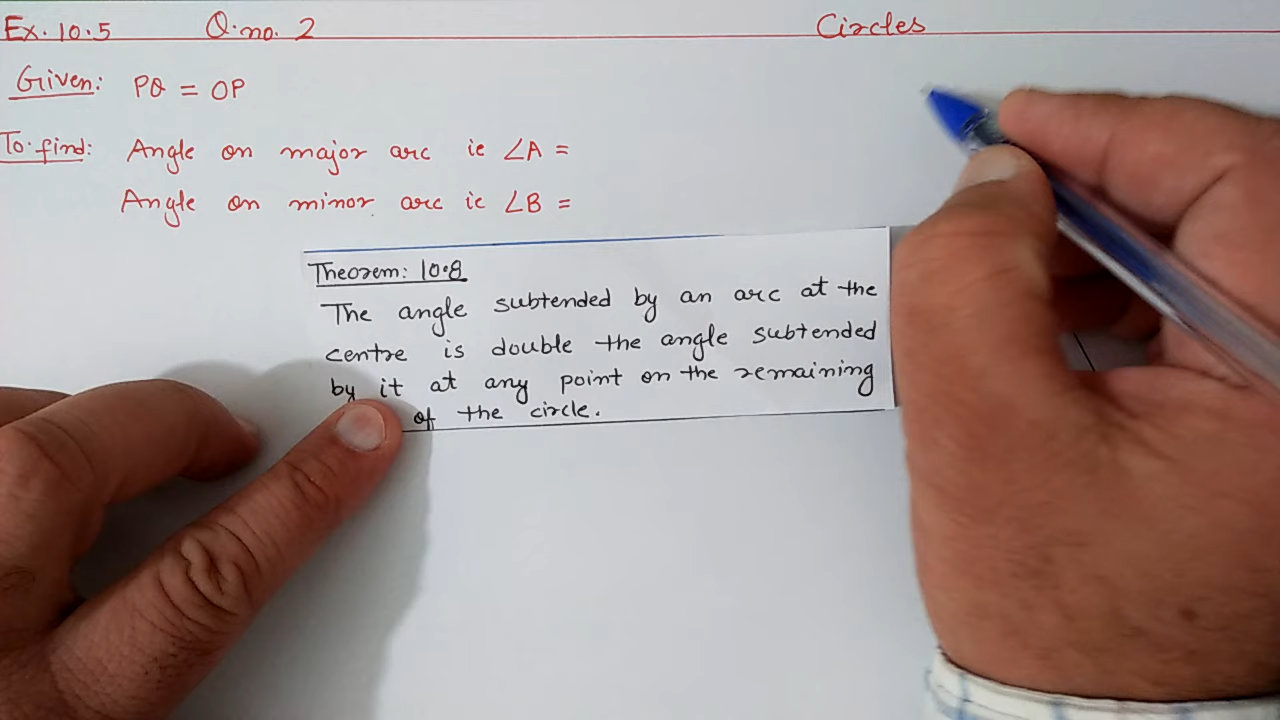 Ex. 10.5 Q.no. 2 Circles
Given: PQ = OP
To find: Angle on major arc ie ∠A =
Angle on minor arc ie ∠B =
Theorem: 10.8
The angle subtended by an arc at the
centre is double the angle subtended
by it at any point on the remaining
of the circle.